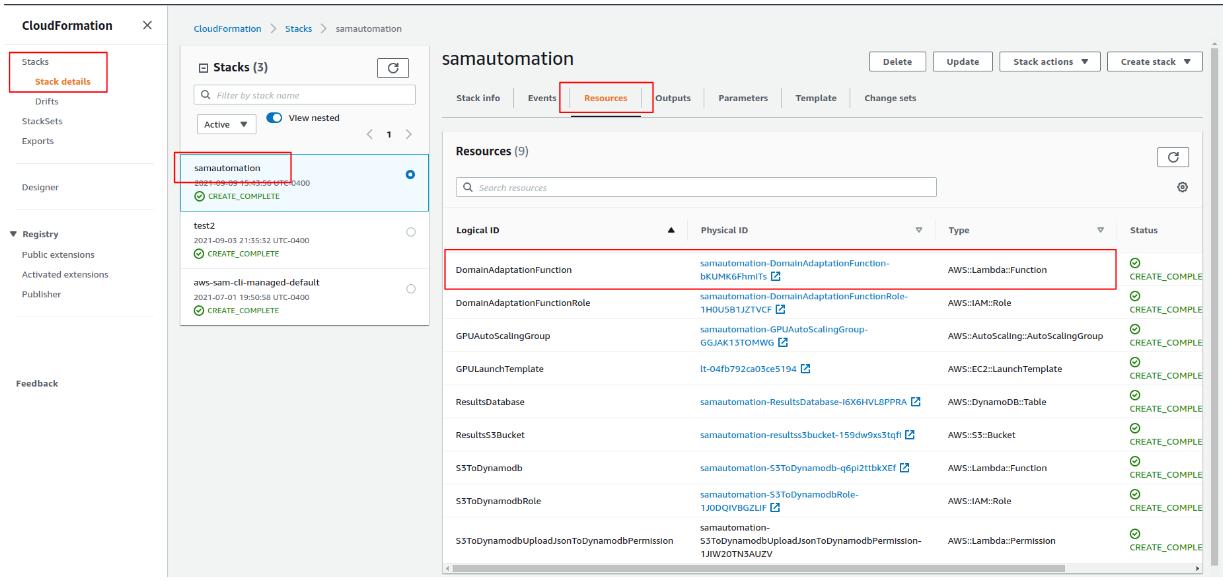 CloudFormation
Stacks
Stack details
Drifts
StackSets
Exports
Designer
Registry
Public extensions
Activated extensions
Publisher
Feedback
CloudFormation > Stacks > samautomation
Stacks (3)
Filter by stack name
Active
View nested
1
samautomation
2021-09-09 15:43:56 UTC-0400
CREATE_COMPLETE
test2
2021-09-03 21:35:32 UTC-0400
CREATE_COMPLETE
aws-sam-cli-managed-default
2021-07-01 19:50:58 UTC-0400
CREATE_COMPLETE
samautomation
Delete
Update
Stack actions
Create stack
Stack info
Events
Resources
Outputs
Parameters
Template
Change sets
Resources (9)
Search resources
Logical ID
Physical ID
Type
Status
DomainAdaptationFunction
samautomation-DomainAdaptationFunction-
bKUMK6FhmITs
AWS::Lambda::Function
CREATE_COMPLE
DomainAdaptationFunctionRole
samautomation-DomainAdaptationFunctionRole-
1H0U5B1JZTVCF
AWS::IAM::Role
CREATE_COMPLE
GPUAutoScalingGroup
samautomation-GPUAutoScalingGroup-
GGJAK13TOMWG
AWS::AutoScaling::AutoScalingGroup
CREATE_COMPLE
GPULaunchTemplate
lt-04fb792ca03ce5194
AWS::EC2::LaunchTemplate
CREATE_COMPLE
ResultsDatabase
samautomation-ResultsDatabase-I6X6HVL8PPRA
AWS::DynamoDB::Table
CREATE_COMPLE
ResultsS3Bucket
samautomation-resultss3bucket-159dw9xs3tqfi
AWS::S3::Bucket
CREATE_COMPLE
S3ToDynamodb
samautomation-S3ToDynamodb-q6pi2ttbkXEf
AWS::Lambda::Function
CREATE_COMPLE
S3ToDynamodbRole
samautomation-S3ToDynamodbRole-
1J0DQIVBGZLIF
AWS::IAM::Role
CREATE_COMPLE
S3ToDynamodbUploadJsonToDynamodbPermission
samautomation-
S3ToDynamodbUploadJsonToDynamodbPermission-
1JIW20TN3AUZV
AWS::Lambda::Permission
CREATE_COMPLE